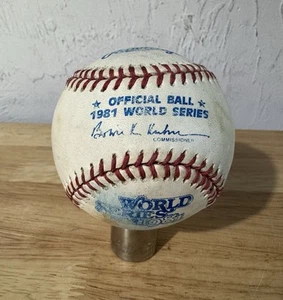 OFFICIAL BALL
1981 WORLD SERIES
Bowie K Kuhn
COMMISSIONER
WORLD
SERIES